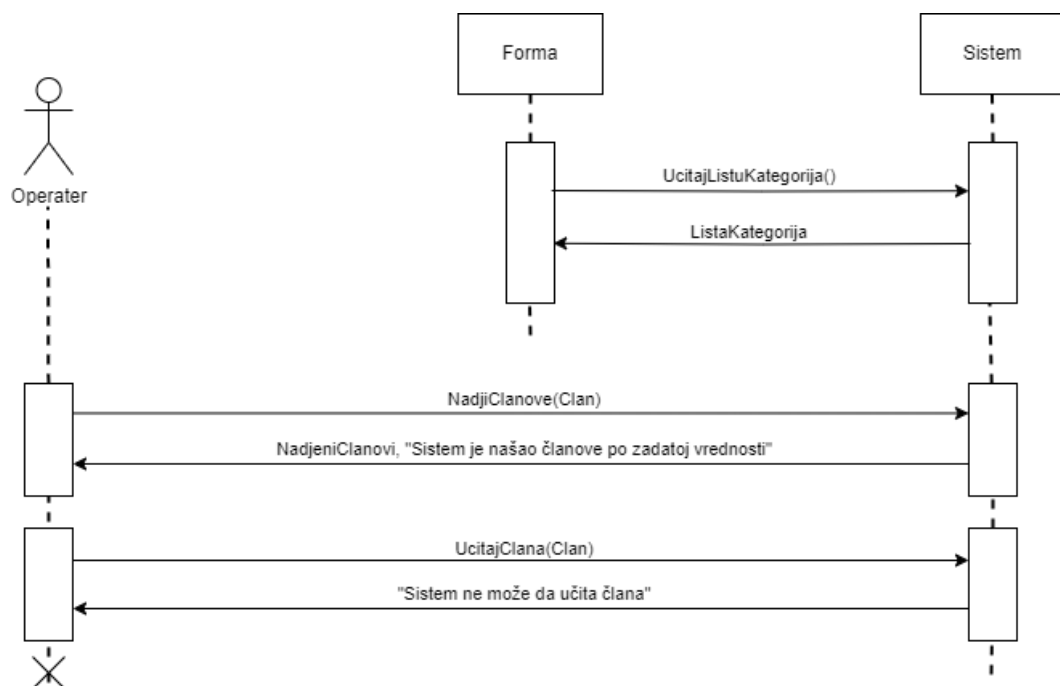 Forma
Sistem
Operater
UcitajListuKategorija()
ListaKategorija
NadjiClanove(Clan)
NadjeniClanovi, "Sistem je našao članove po zadatoj vrednosti"
UcitajClana(Clan)
"Sistem ne može da učita člana"